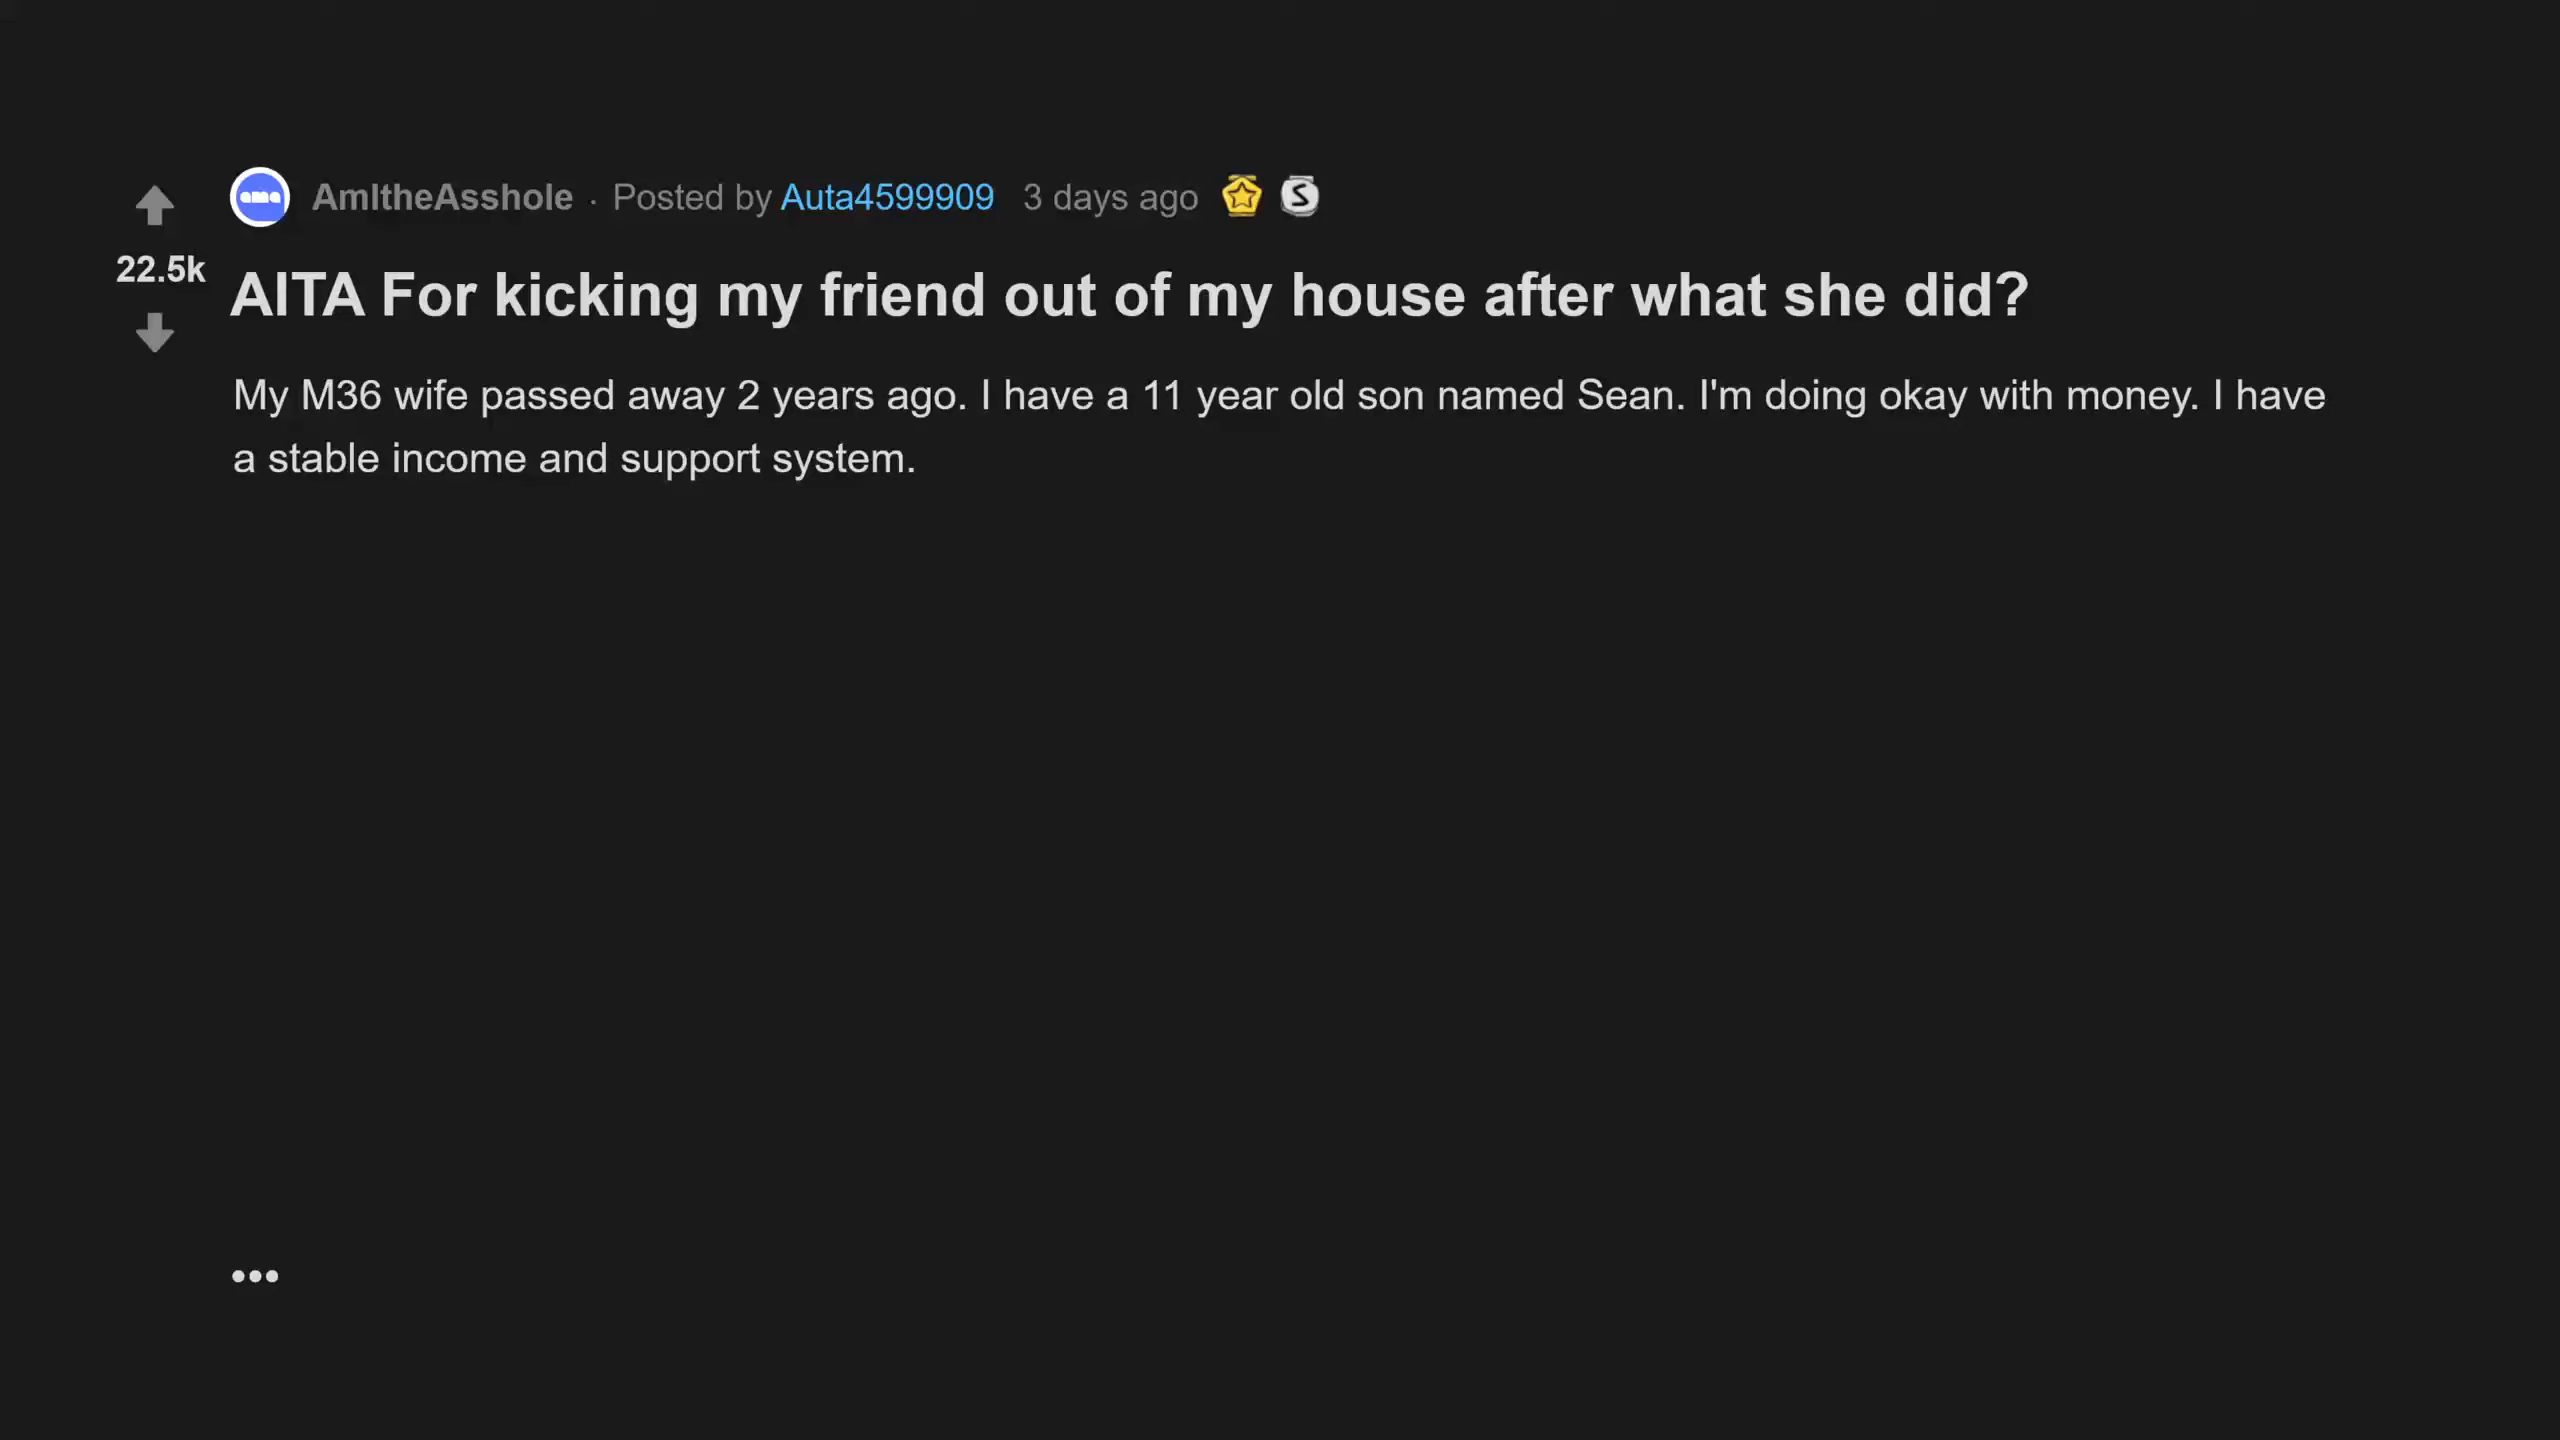 AmItheAsshole · Posted by Auta4599909 3 days ago
22.5k
AITA For kicking my friend out of my house after what she did?
My M36 wife passed away 2 years ago. I have a 11 year old son named Sean. I'm doing okay with money. I have
a stable income and support system.
•••